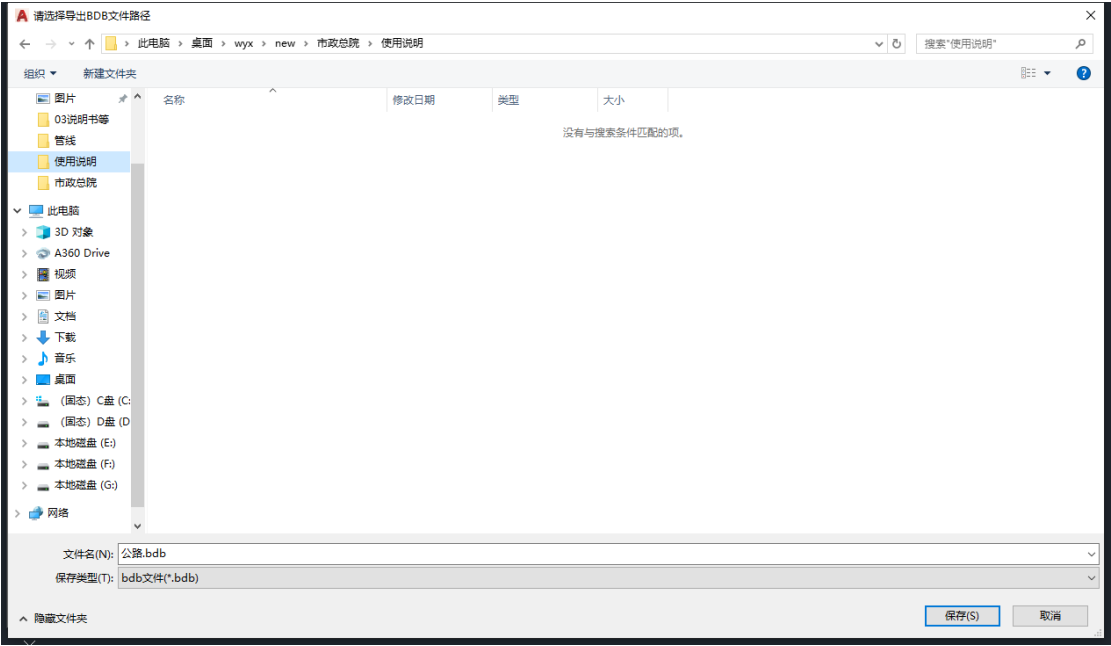 请选择导出BDB文件路径
此电脑 › 桌面 › wyx › new › 市政总院 › 使用说明
搜索"使用说明"
组织 新建文件夹
名称 修改日期 类型 大小
没有与搜索条件匹配的项。
图片
03说明书等
管线
使用说明
市政总院
此电脑
3D 对象
A360 Drive
视频
图片
文档
下载
音乐
桌面
（固态）C盘 (C:
（固态）D盘 (D
本地磁盘 (E:)
本地磁盘 (F:)
本地磁盘 (G:)
网络
文件名(N): 公路.bdb
保存类型(T): bdb文件(*.bdb)
隐藏文件夹
保存(S) 取消